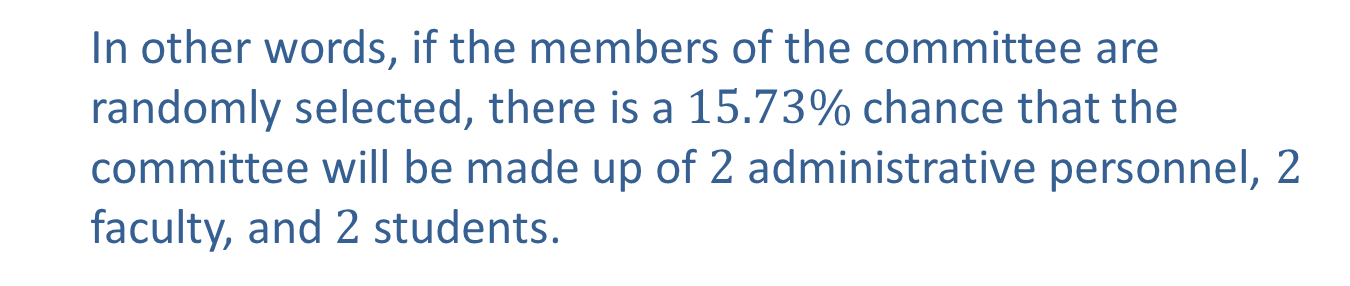 In other words, if the members of the committee are
randomly selected, there is a 15.73% chance that the
committee will be made up of 2 administrative personnel, 2
faculty, and 2 students.